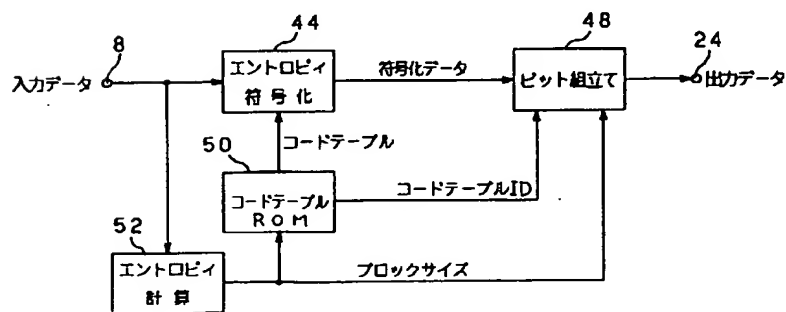 44
48
24
8
入力データ
エントロピィ
符号化
符号化データ
ビット組立て
出力データ
コードテーブル
50
コードテーブル
ROM
コードテーブルID
52
エントロピィ
計算
ブロックサイズ